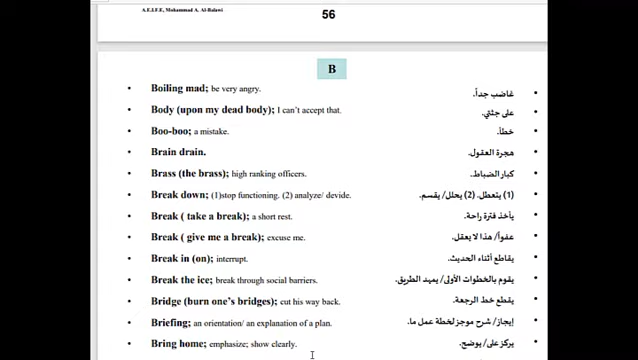 A.E.I.F.E, Mohammad A. Al-Balawi
56
B
• Boiling mad; be very angry. غاضب جداً. •
• Body (upon my dead body); I can't accept that. على جثتي. •
• Boo-boo; a mistake. خطأ. •
• Brain drain. هجرة العقول. •
• Brass (the brass); high ranking officers. كبار الضباط. •
• Break down; (1)stop functioning. (2) analyze/ devide. (1) يتعطل. (2) يحلل/ يقسم. •
• Break ( take a break); a short rest. يأخذ فترة راحة. •
• Break ( give me a break); excuse me. عفواً/ هذا لا يعقل. •
• Break in (on); interrupt. يقاطع أثناء الحديث. •
• Break the ice; break through social barriers. يقوم بالخطوات الأولى/ يمهد الطريق. •
• Bridge (burn one's bridges); cut his way back. يقطع خط الرجعة. •
• Briefing; an orientation/ an explanation of a plan. إيجاز/ شرح موجز لخطة عمل ما. •
• Bring home; emphasize; show clearly. يركز على/ يوضح. •